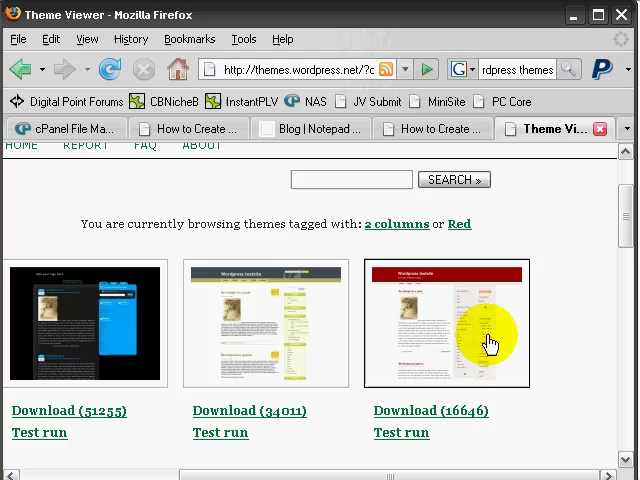 Theme Viewer - Mozilla Firefox
File Edit View History Bookmarks Tools Help
http://themes.wordpress.net/?c rdpress themes
Digital Point Forums CBNicheB InstantPLV NAS JV Submit MiniSite PC Core
cPanel File Ma... How to Create ... Blog | Notepad ... How to Create ... Theme Vi...
HOME REPORT FAQ ABOUT
SEARCH »
You are currently browsing themes tagged with: 2 columns or Red
Wordpress testsite Wordpress testsite
Download (51255) Download (34011) Download (16646)
Test run Test run Test run